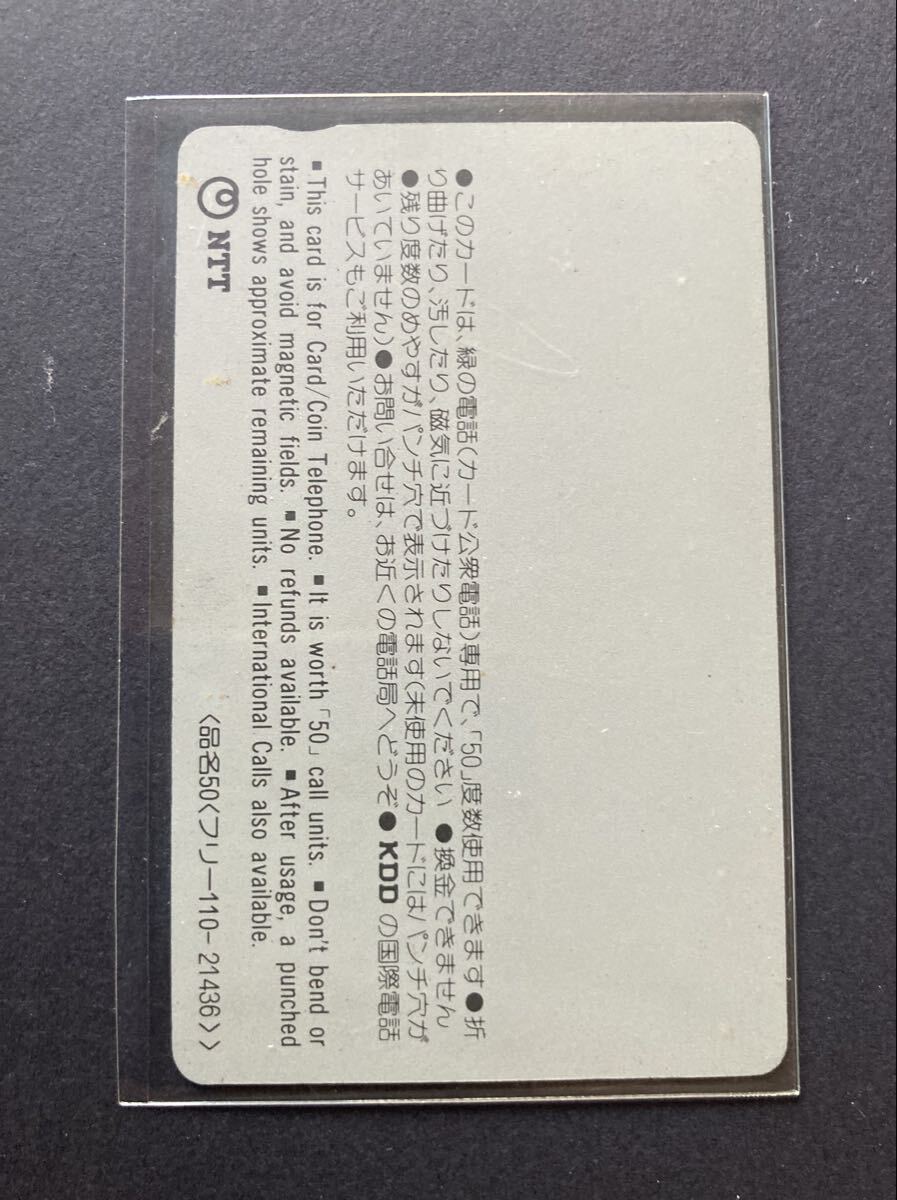 ●このカードは、緑の電話(カード公衆電話)専用で、「50」度数使用できます ●折
り曲げたり、汚したり、磁気に近づけたりしないでください ●換金できません
●残り度数のめやすがパンチ穴で表示されます(未使用のカードにはパンチ穴が
あいていません)●お問い合せは、お近くの電話局へどうぞ● KDD の国際電話
サービスもご利用いただけます。
▪This card is for Card/Coin Telephone. ▪It is worth 「50」 call units. ▪Don't bend or
stain, and avoid magnetic fields. ▪No refunds available. ▪After usage, a punched
hole shows approximate remaining units. ▪International Calls also available.
NTT
〈品名50〈フリー110-21436〉〉